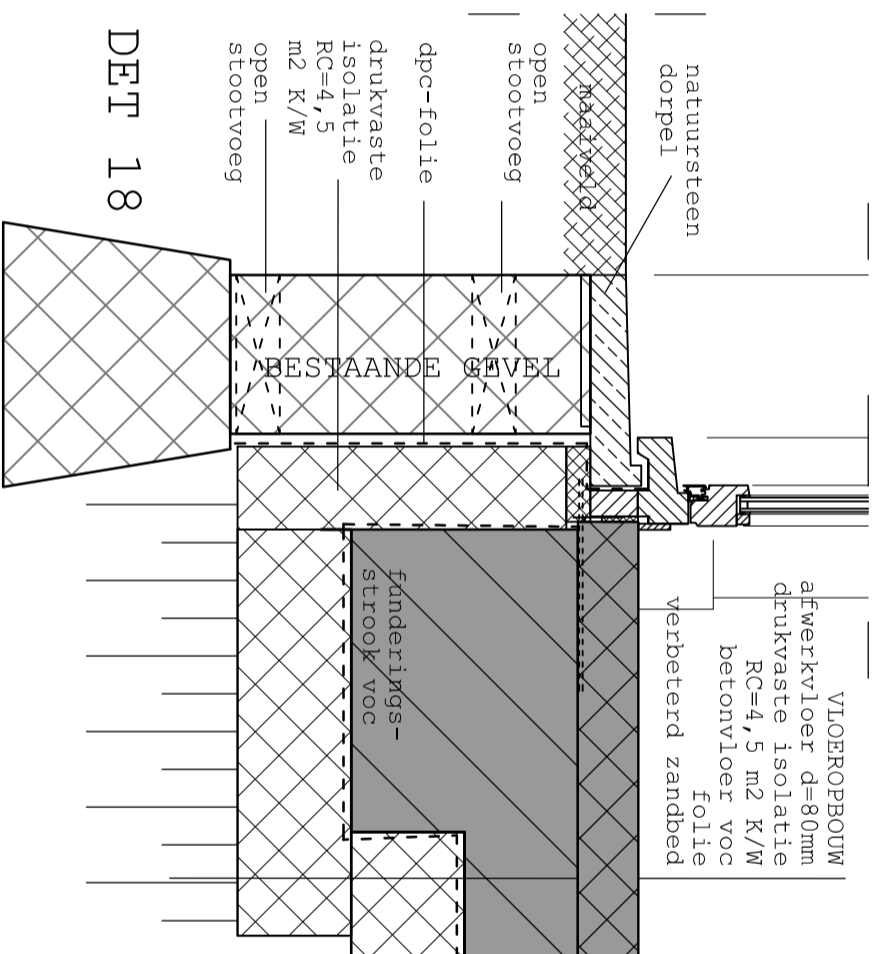 natuursteen
dorpel
VLOEROPBOUW
afwerkvloer d=80mm
drukvaste isolatie
RC=4,5 m2 K/W
betonvloer voc
folie
verbeterd zandbed
maaiveld
open
stootvoeg
dpc-folie
drukvaste
isolatie
RC=4,5
m2 K/W
open
stootvoeg
BESTAANDE GEVEL
funderings-
strook voc
DET 18